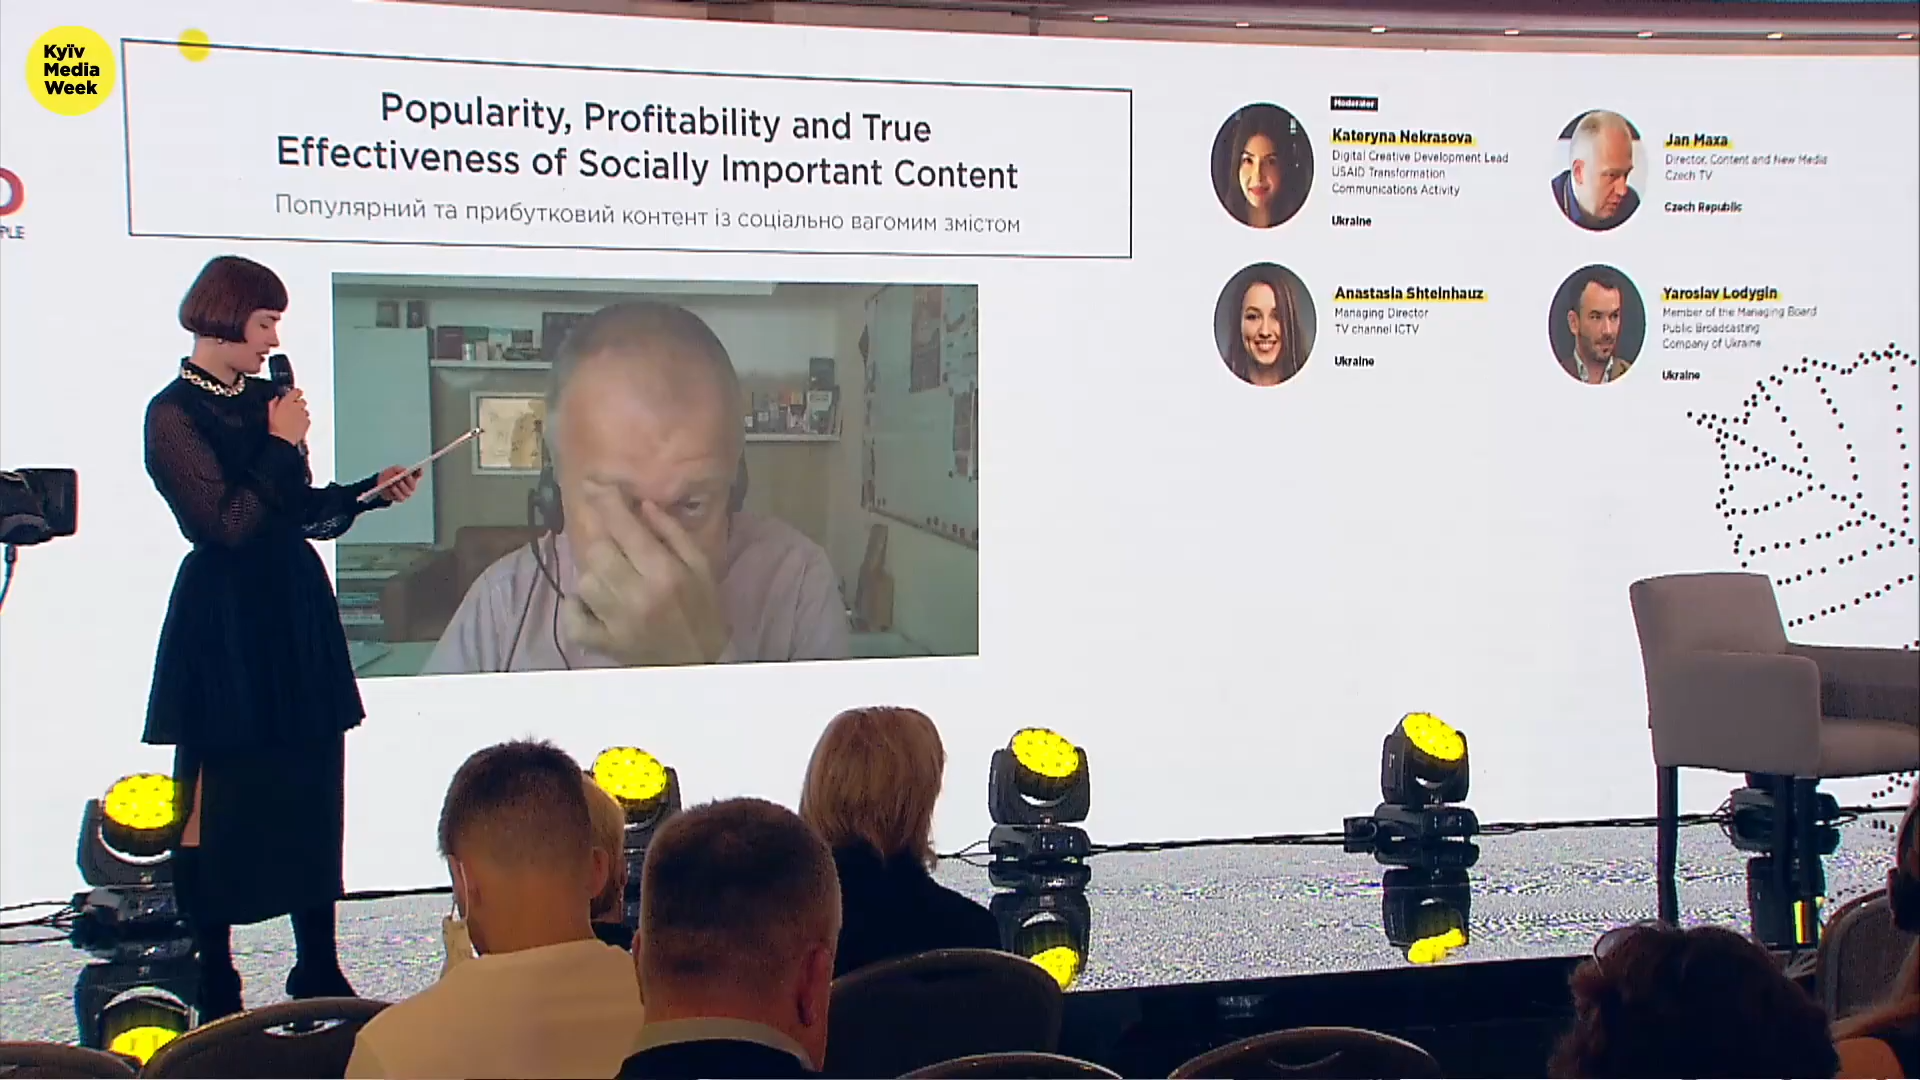 Kyїv
Media
Week
Popularity, Profitability and True
Effectiveness of Socially Important Content
Популярний та прибутковий контент із соціально вагомим змістом
PLE
Moderator
Kateryna Nekrasova
Digital Creative Development Lead
USAID Transformation
Communications Activity
Ukraine
Jan Maxa
Director, Content and New Media
Czech TV
Czech Republic
Anastasia Shteinhauz
Managing Director
TV channel ICTV
Ukraine
Yaroslav Lodygin
Member of the Managing Board
Public Broadcasting
Company of Ukraine
Ukraine